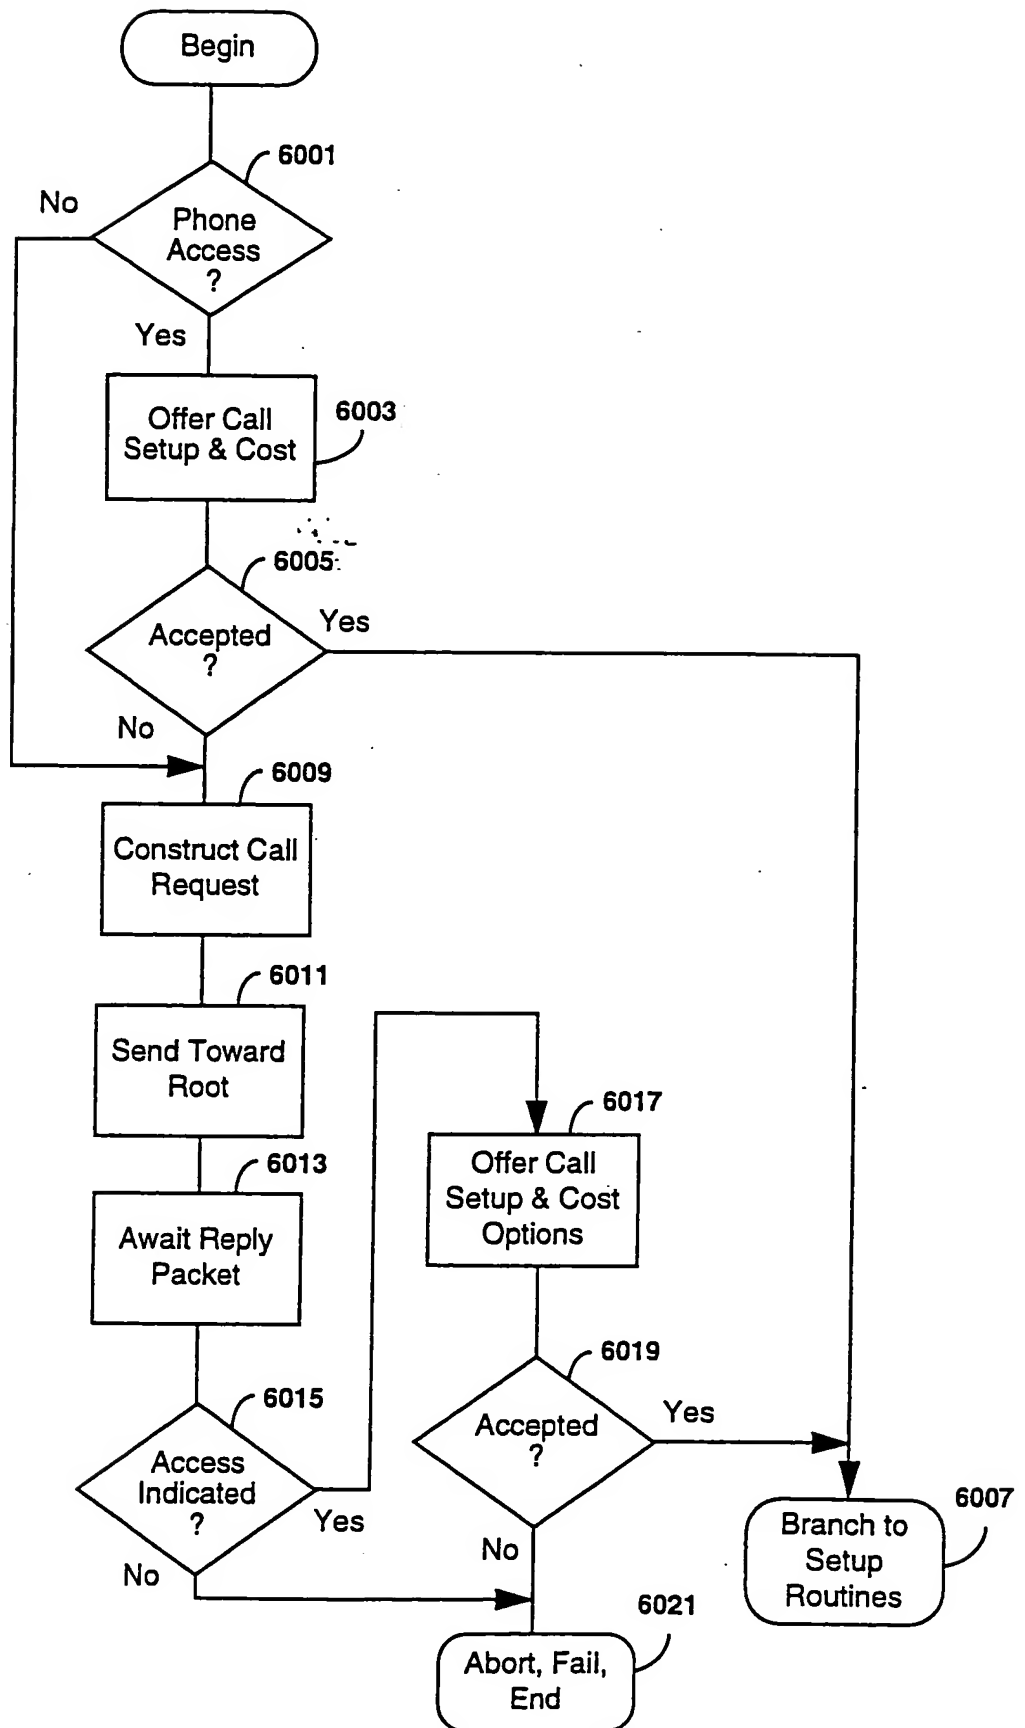 Begin
6001
No
Phone
Access
?
Yes
Offer Call
Setup & Cost
6003
6005
Accepted
?
Yes
No
6009
Construct Call
Request
6011
Send Toward
Root
6013
Await Reply
Packet
6015
Access
Indicated
?
Yes
No
6017
Offer Call
Setup & Cost
Options
6019
Accepted
?
Yes
No
6007
Branch to
Setup
Routines
6021
Abort, Fail,
End